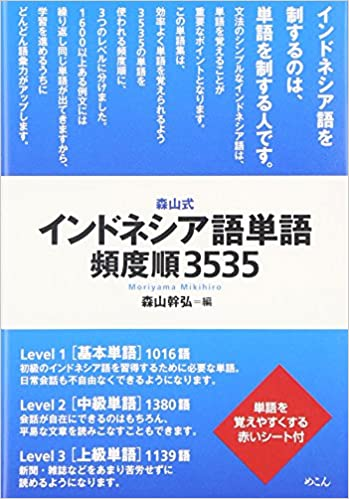 インドネシア語を
制するのは、
単語を制する人です。
文法のシンプルなインドネシア語は、
単語を覚えることが
重要なポイントとなります。
この単語集は、
効率よく単語を覚えられるよう
3535の単語を
使われる頻度順に、
3つのレベルに分けました。
1600以上ある例文には
繰り返し同じ単語が出てきますから、
学習を進めるうちに
どんどん語彙力がアップします。
森山式
インドネシア語単語
頻度順3535
Moriyama Mikihiro
森山幹弘=編
Level 1［基本単語］1016語
初級のインドネシア語を習得するために必要な単語。
日常会話も不自由なくできるようになります。
Level 2［中級単語］1380語
会話が自在にできるのはもちろん、
平易な文章を読みこなすこともできます。
Level 3［上級単語］1139語
新聞・雑誌などをあまり苦労せずに
読めるようになります。
単語を
覚えやすくする
赤いシート付
めこん